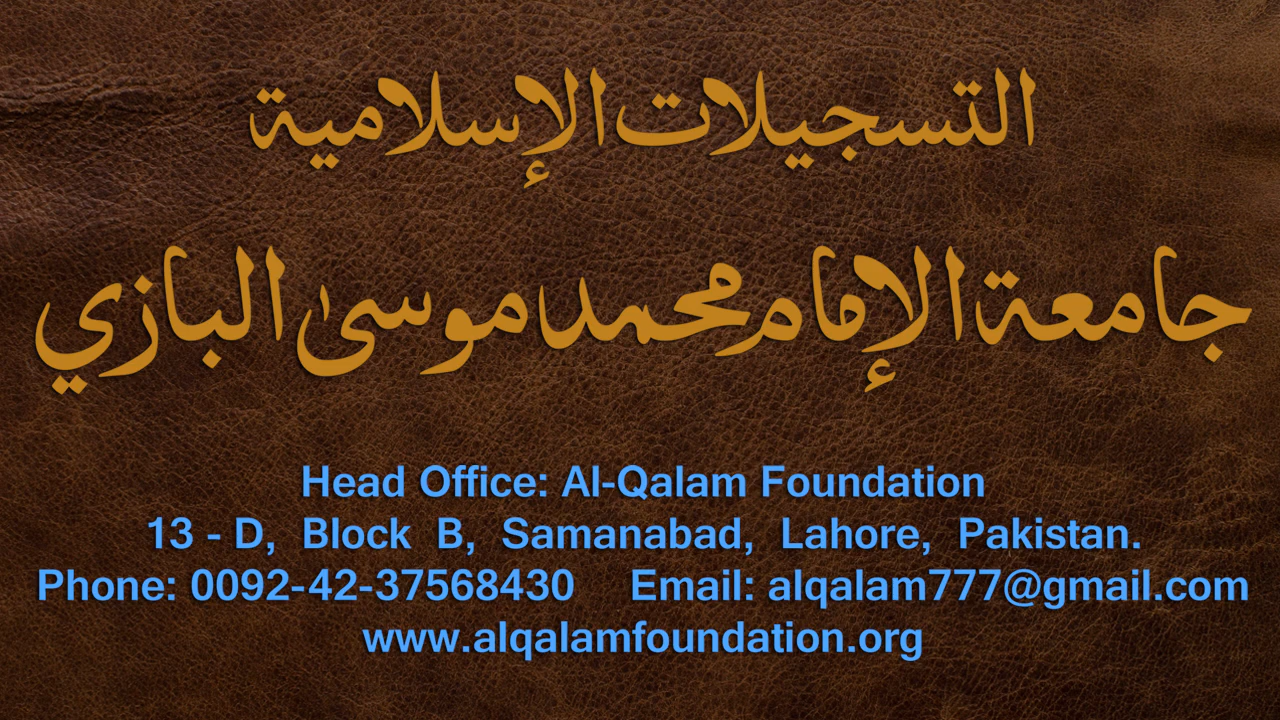 التسجيلات الإسلامية
جامعة الإمام محمد موسىٰ البازي
Head Office: Al-Qalam Foundation
13 - D, Block B, Samanabad, Lahore, Pakistan.
Phone: 0092-42-37568430 Email: alqalam777@gmail.com
www.alqalamfoundation.org